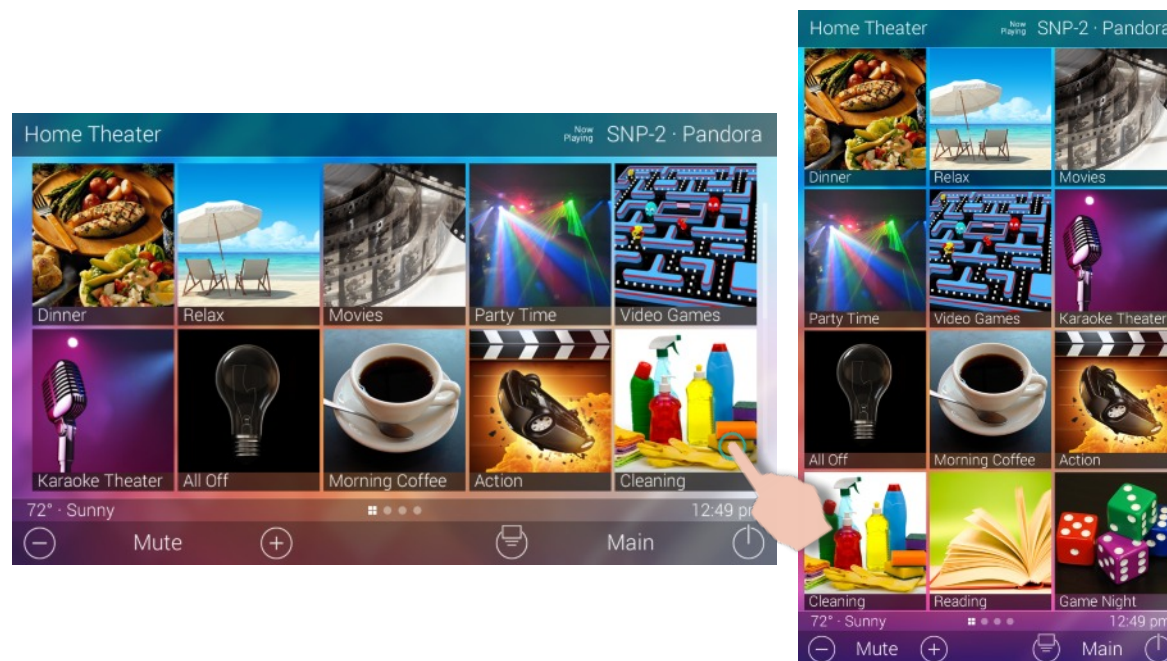 Home Theater
Now Playing SNP-2 · Pandora
Dinner
Relax
Movies
Party Time
Video Games
Karaoke Theater
All Off
Morning Coffee
Action
Cleaning
72° · Sunny
12:49 pm
Mute
Main
Home Theater
Now Playing SNP-2 · Pandora
Dinner
Relax
Movies
Party Time
Video Games
Karaoke Theater
All Off
Morning Coffee
Action
Cleaning
Reading
Game Night
72° · Sunny
12:49 pm
Mute
Main